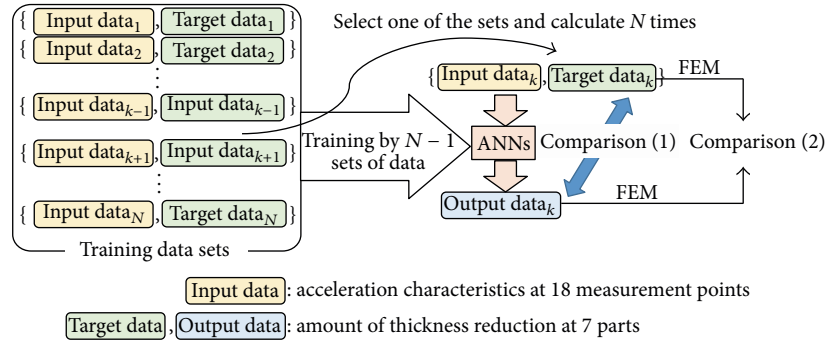 { Input data₁ , Target data₁ }
Select one of the sets and calculate N times
{ Input data₂ , Target data₂ }
⋮
{ Input dataₖ , Target dataₖ } FEM
{ Input dataₖ₋₁ , Input dataₖ₋₁ }
Training by N − 1
sets of data
ANNs
Comparison (1)
Comparison (2)
{ Input dataₖ₊₁ , Input dataₖ₊₁ }
⋮
{ Input data_N , Target data_N }
Output dataₖ
FEM
Training data sets
Input data : acceleration characteristics at 18 measurement points
Target data , Output data : amount of thickness reduction at 7 parts